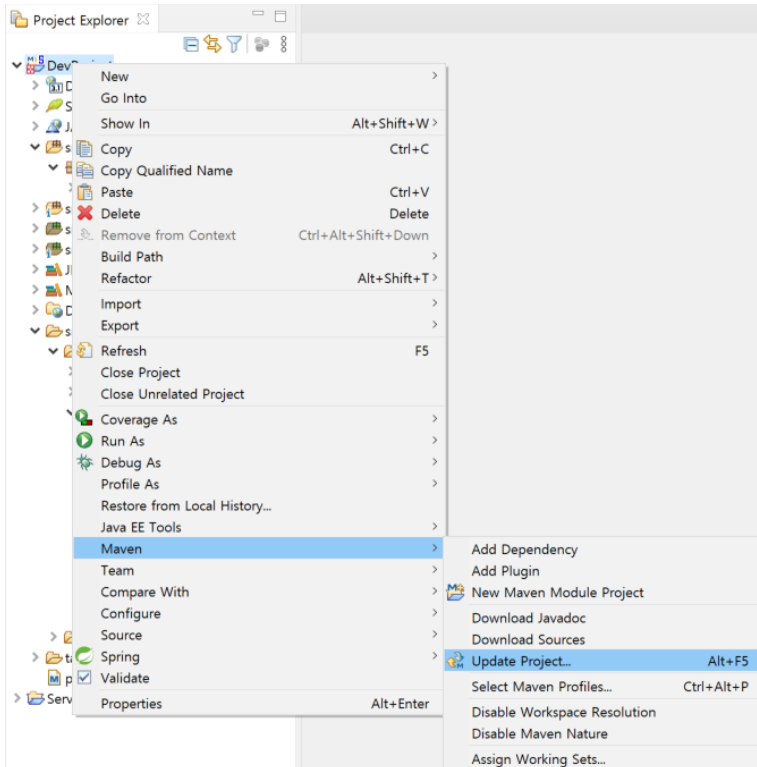 Project Explorer
New
Go Into
Show In Alt+Shift+W
Copy Ctrl+C
Copy Qualified Name
Paste Ctrl+V
Delete Delete
Remove from Context Ctrl+Alt+Shift+Down
Build Path
Refactor Alt+Shift+T
Import
Export
Refresh F5
Close Project
Close Unrelated Project
Coverage As
Run As
Debug As
Profile As
Restore from Local History...
Java EE Tools
Maven
Team
Compare With
Configure
Source
Spring
Validate
Properties Alt+Enter
Add Dependency
Add Plugin
New Maven Module Project
Download Javadoc
Download Sources
Update Project... Alt+F5
Select Maven Profiles... Ctrl+Alt+P
Disable Workspace Resolution
Disable Maven Nature
Assign Working Sets...